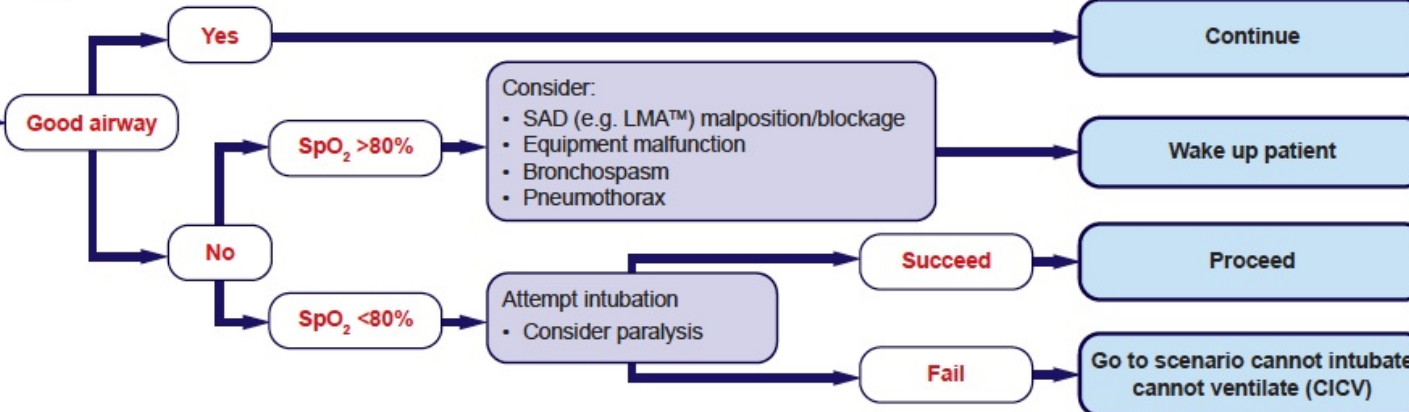 Yes
Continue
Good airway
Consider:
• SAD (e.g. LMA™) malposition/blockage
• Equipment malfunction
• Bronchospasm
• Pneumothorax
SpO₂ >80%
Wake up patient
No
Succeed
Proceed
SpO₂ <80%
Attempt intubation
• Consider paralysis
Fail
Go to scenario cannot intubate
cannot ventilate (CICV)